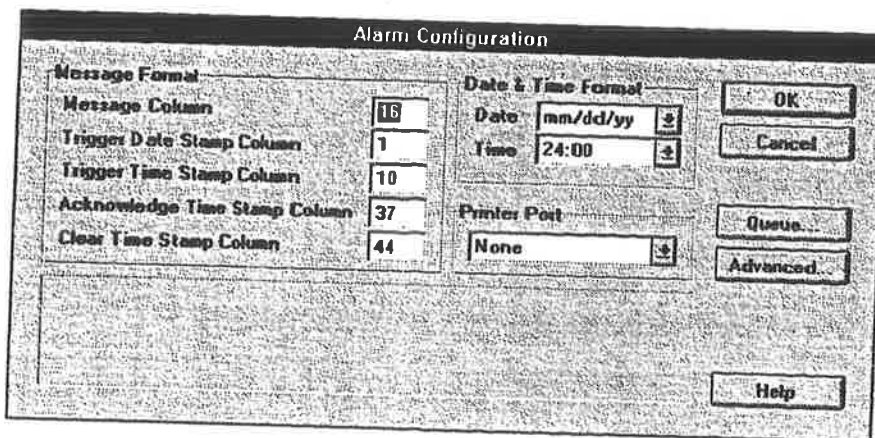 Alarm Configuration
Message Format
Message Column 16
Trigger Date Stamp Column 1
Trigger Time Stamp Column 10
Acknowledge Time Stamp Column 37
Clear Time Stamp Column 44
Date & Time Format
Date mm/dd/yy
Time 24:00
Printer Port
None
OK
Cancel
Queue...
Advanced...
Help